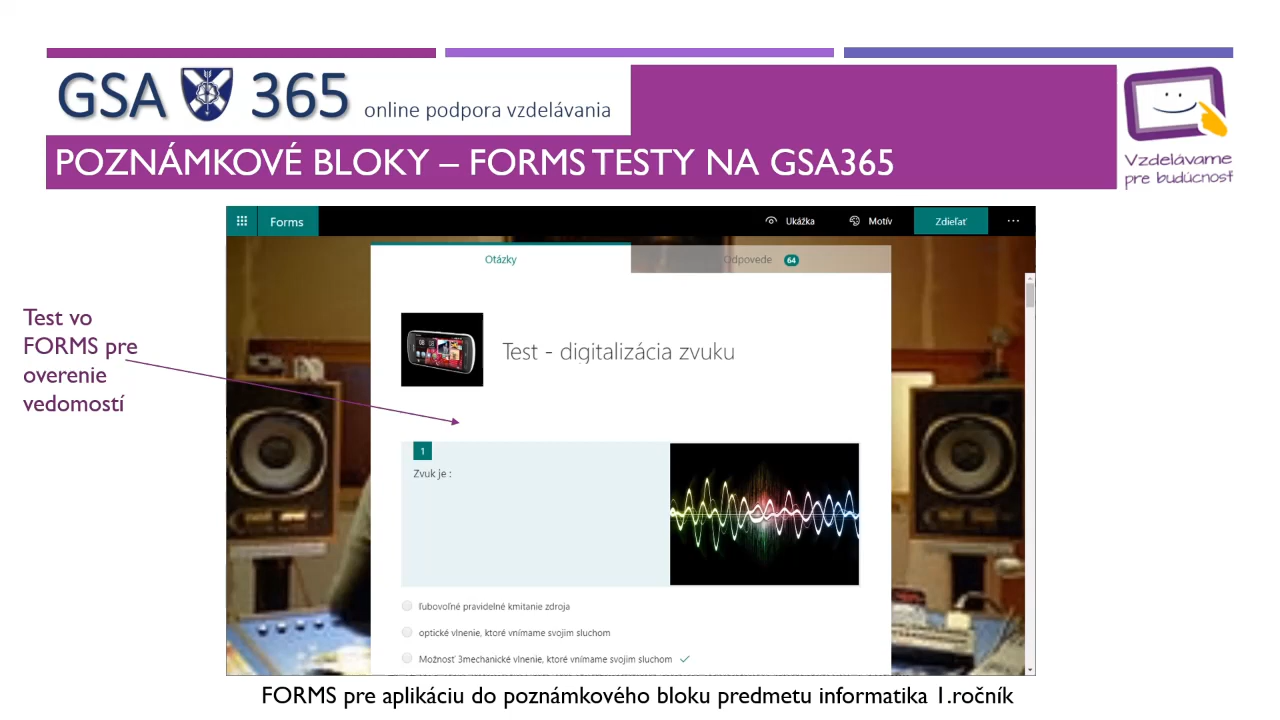 GSA 365 online podpora vzdelávania
POZNÁMKOVÉ BLOKY – FORMS TESTY NA GSA365
Vzdelávame
pre budúcnosť
Forms
Ukážka
Motív
Zdieľať
Otázky
Odpovede 64
Test vo
FORMS pre
overenie
vedomostí
Test - digitalizácia zvuku
1
Zvuk je :
ľubovoľné pravidelné kmitanie zdroja
optické vlnenie, ktoré vnímame svojim sluchom
Možnosť 3mechanické vlnenie, ktoré vnímame svojim sluchom
FORMS pre aplikáciu do poznámkového bloku predmetu informatika 1.ročník